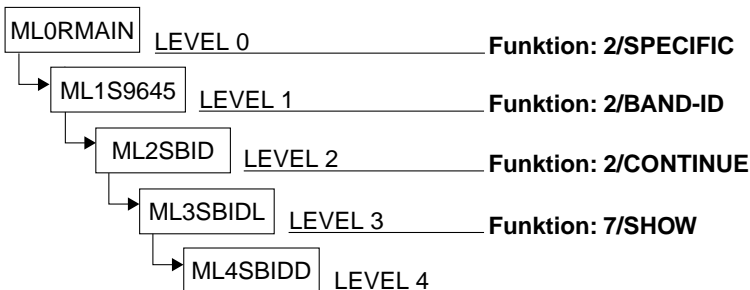 ML0RMAIN LEVEL 0 Funktion: 2/SPECIFIC
ML1S9645 LEVEL 1 Funktion: 2/BAND-ID
ML2SBID LEVEL 2 Funktion: 2/CONTINUE
ML3SBIDL LEVEL 3 Funktion: 7/SHOW
ML4SBIDD LEVEL 4